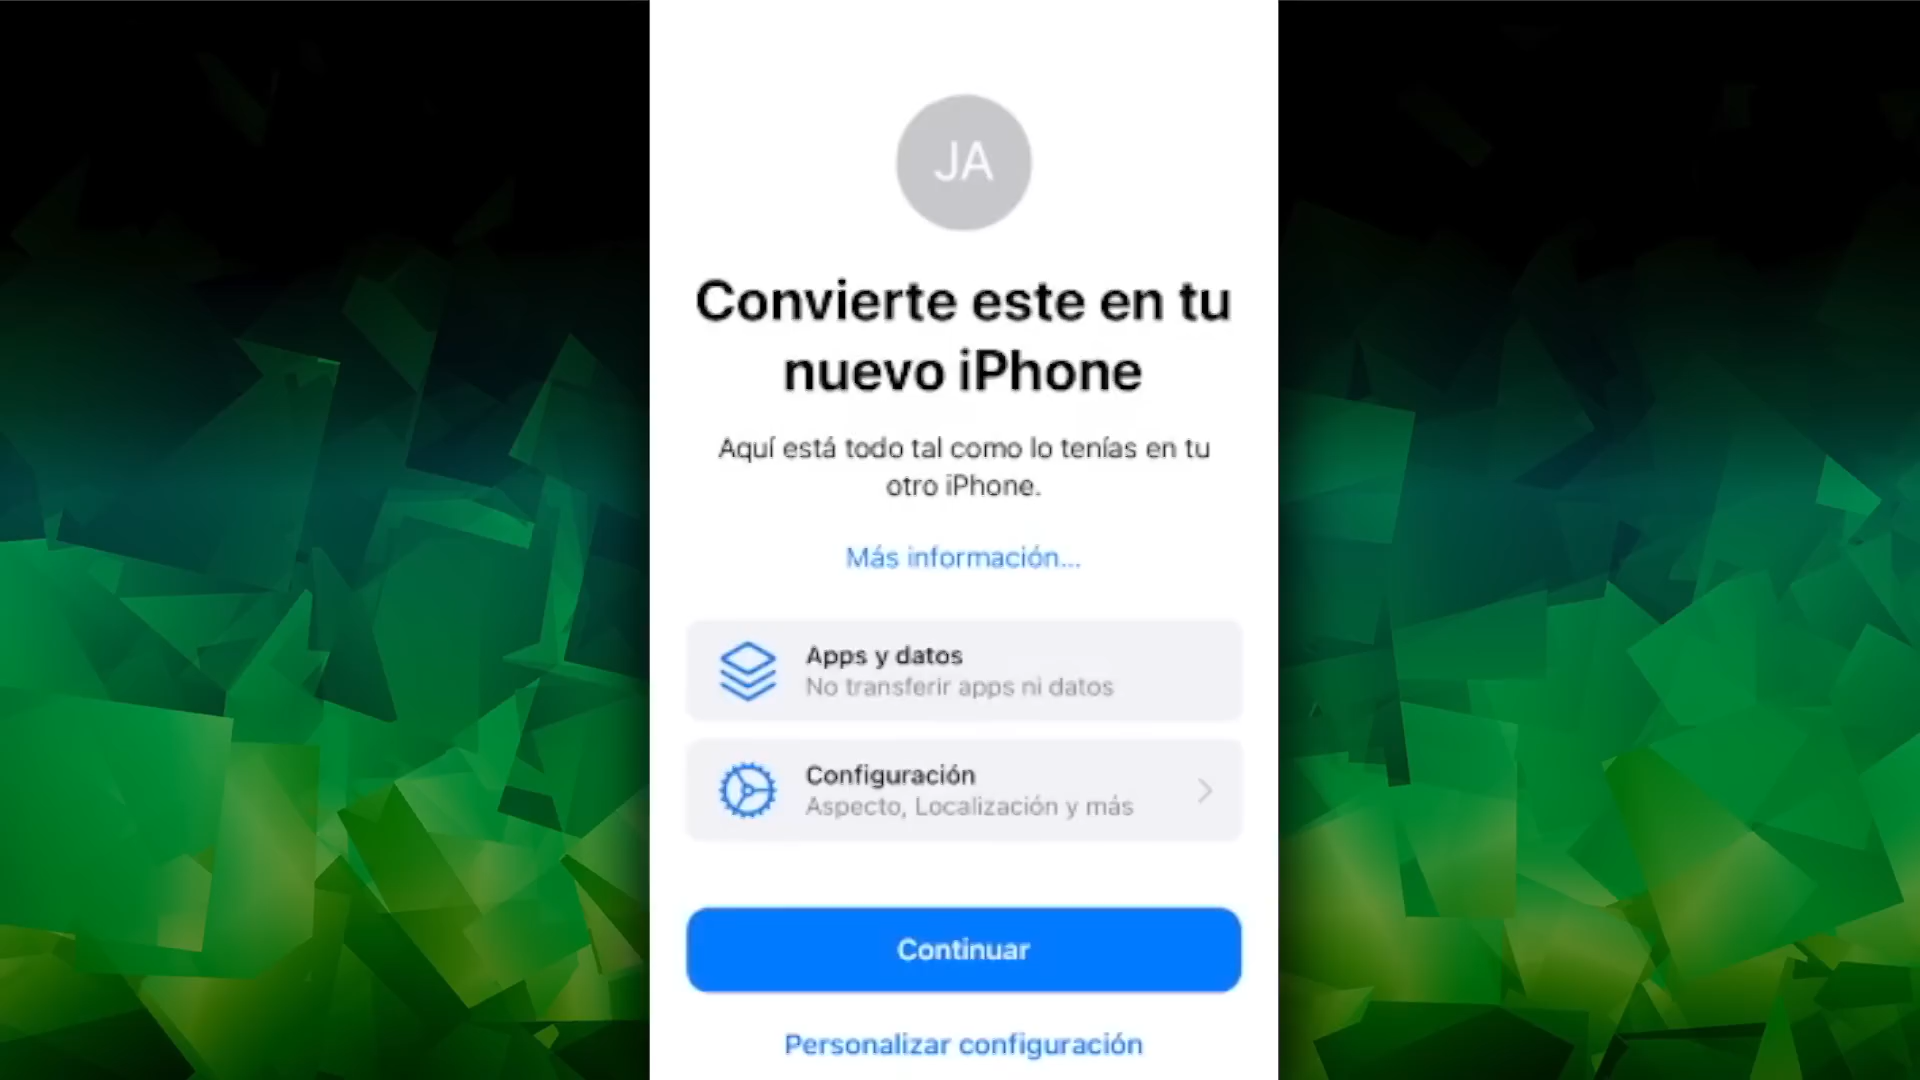 JA
Convierte este en tu
nuevo iPhone
Aquí está todo tal como lo tenías en tu
otro iPhone.
Más información...
Apps y datos
No transferir apps ni datos
Configuración
Aspecto, Localización y más
Continuar
Personalizar configuración